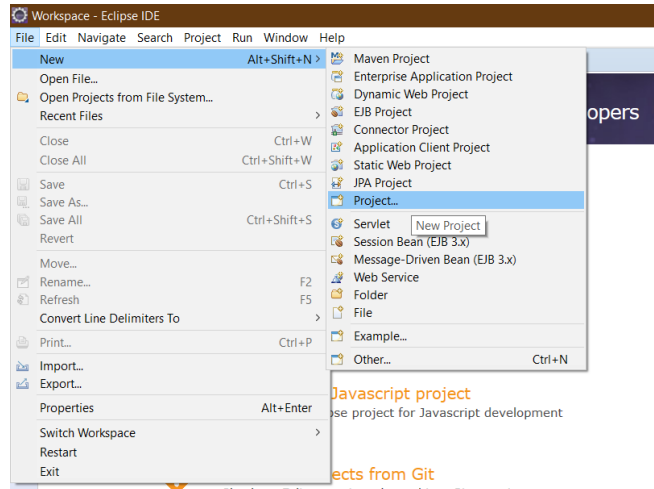 Workspace - Eclipse IDE
File Edit Navigate Search Project Run Window Help
New Alt+Shift+N >
Open File...
Open Projects from File System...
Recent Files >
Close Ctrl+W
Close All Ctrl+Shift+W
Save Ctrl+S
Save As...
Save All Ctrl+Shift+S
Revert
Move...
Rename... F2
Refresh F5
Convert Line Delimiters To >
Print... Ctrl+P
Import...
Export...
Properties Alt+Enter
Switch Workspace >
Restart
Exit
Maven Project
Enterprise Application Project
Dynamic Web Project
EJB Project
Connector Project
Application Client Project
Static Web Project
JPA Project
Project...
Servlet
New Project
Session Bean (EJB 3.x)
Message-Driven Bean (EJB 3.x)
Web Service
Folder
File
Example...
Other... Ctrl+N
opers
Javascript project
project for Javascript development
ects from Git